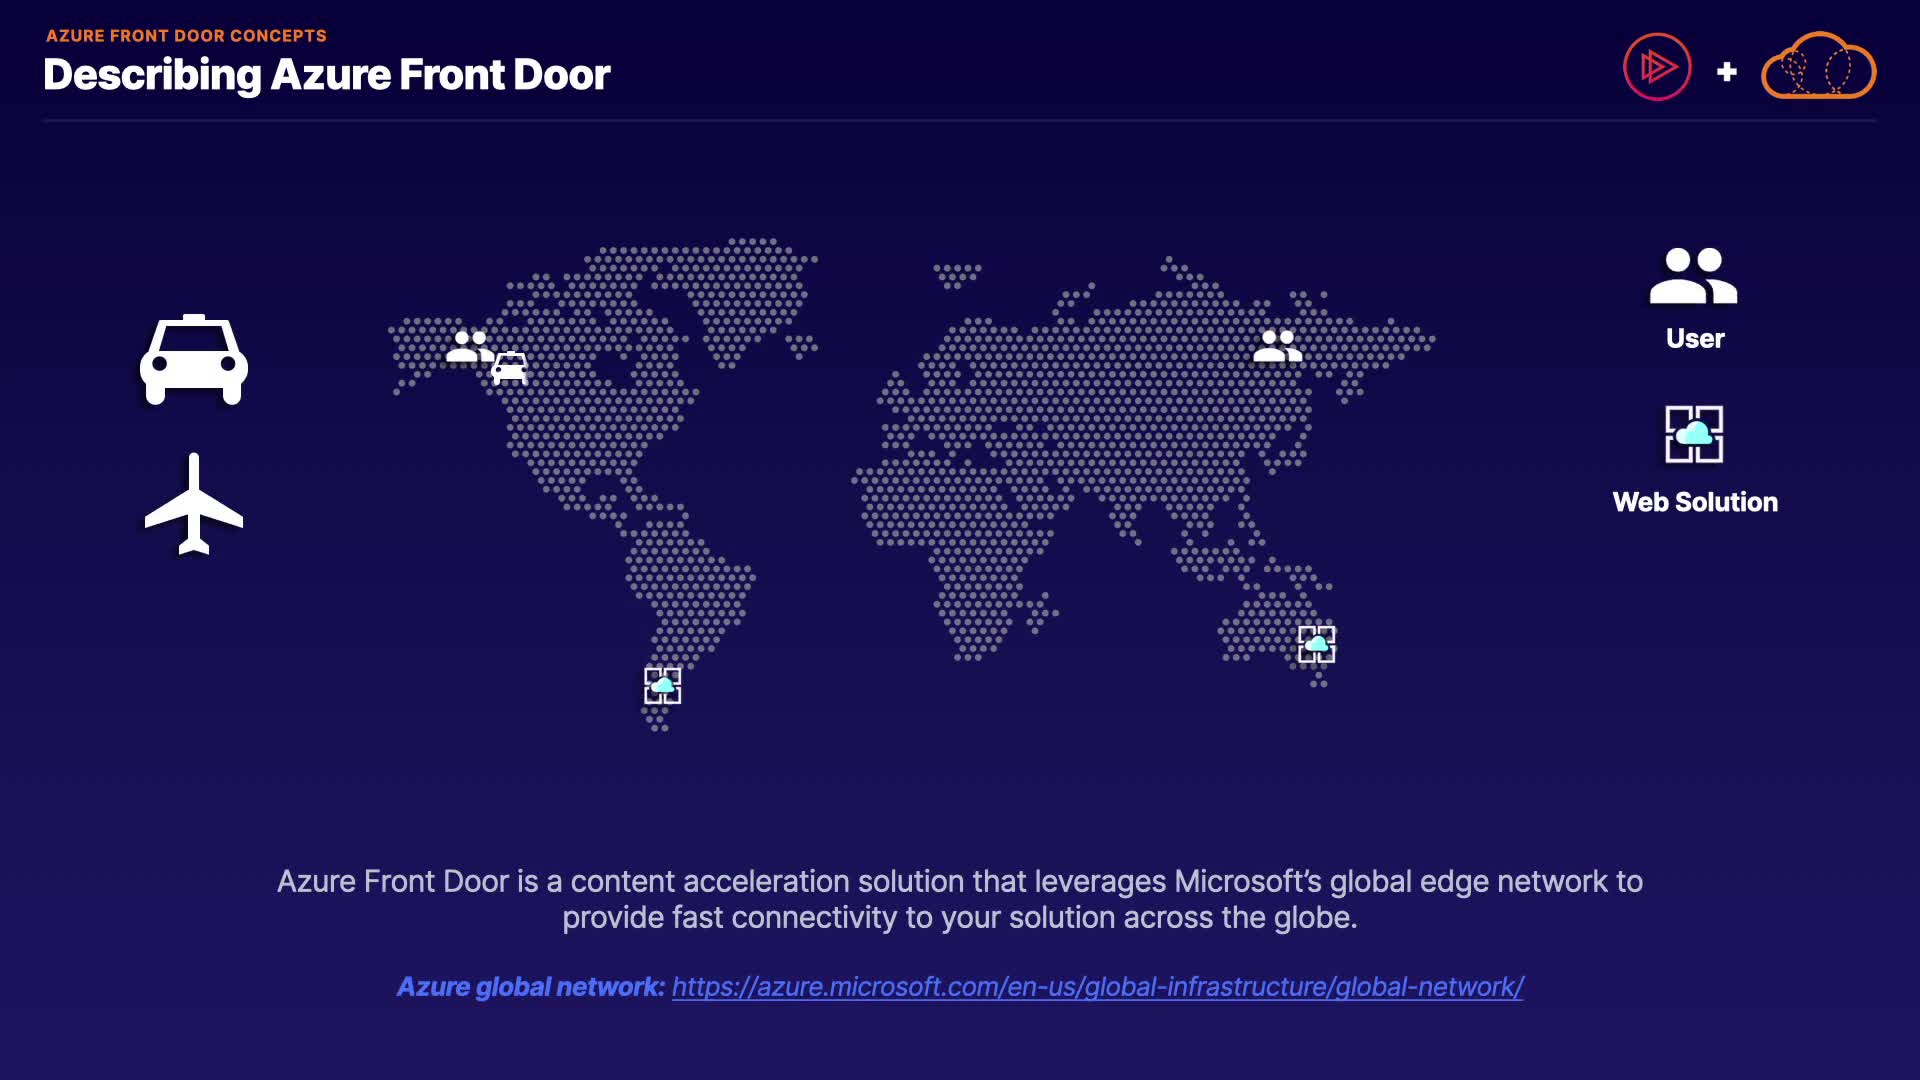 AZURE FRONT DOOR CONCEPTS
Describing Azure Front Door
+
User
Web Solution
Azure Front Door is a content acceleration solution that leverages Microsoft’s global edge network to
provide fast connectivity to your solution across the globe.
Azure global network: https://azure.microsoft.com/en-us/global-infrastructure/global-network/